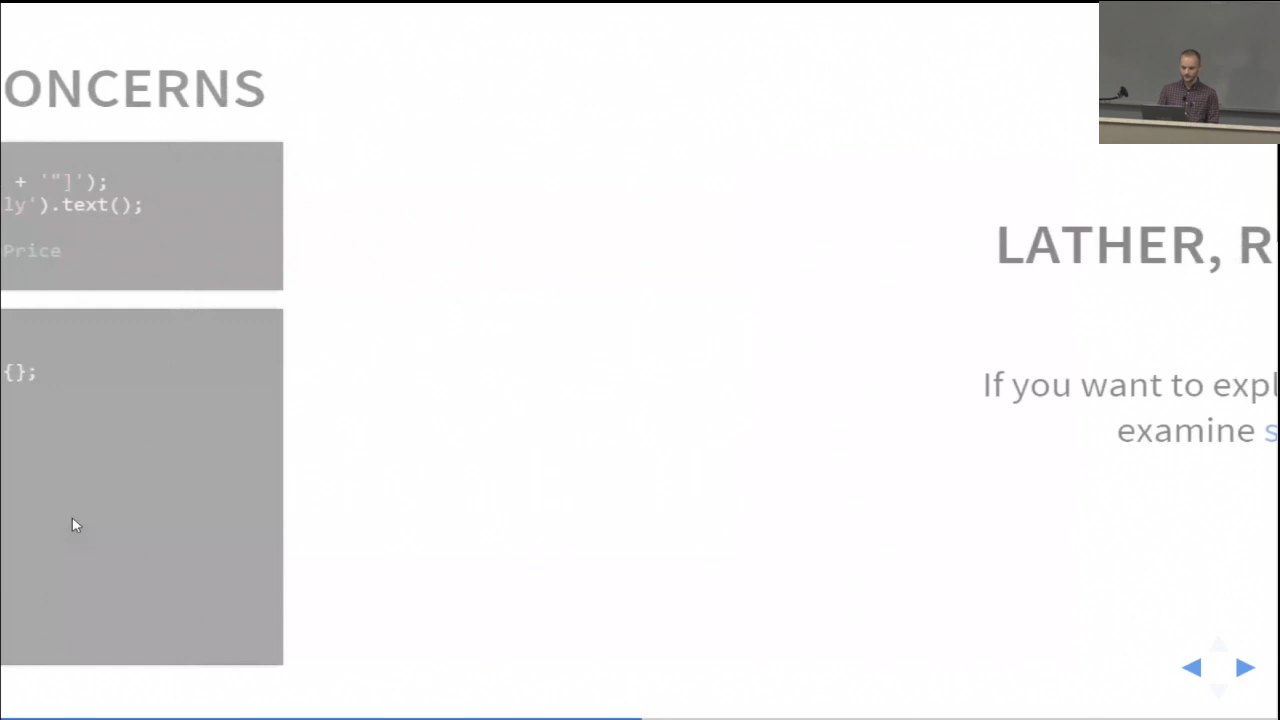 ONCERNS
+ '"]');
ly').text();
Price
{};
LATHER, R
If you want to expl
examine s